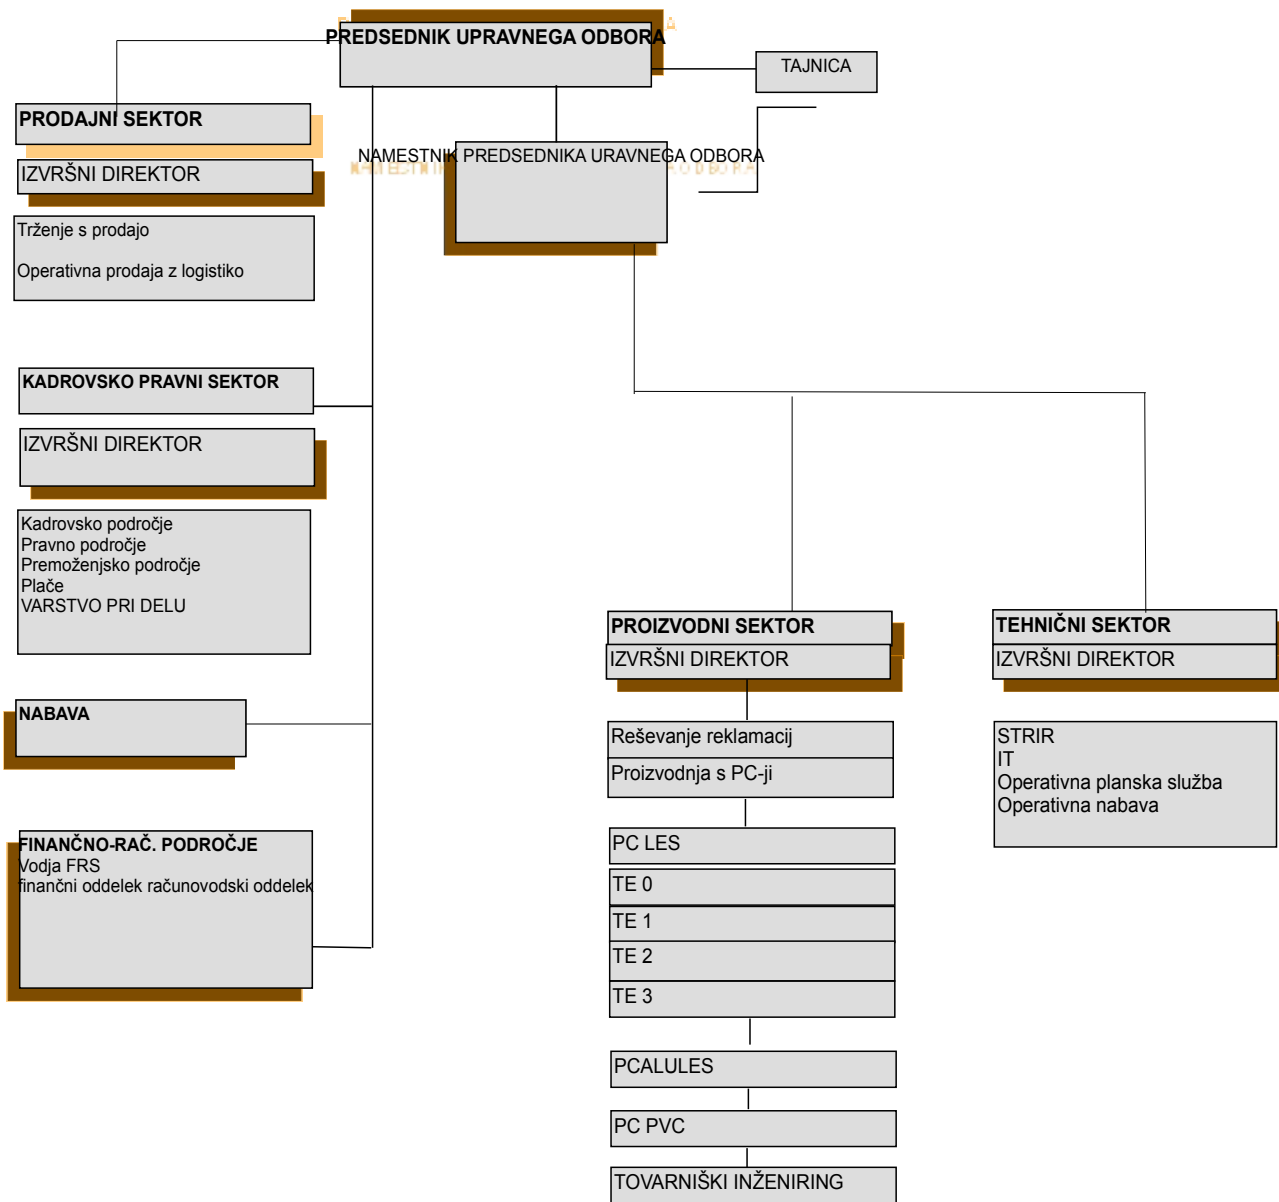 PREDSEDNIK UPRAVNEGA ODBORA
TAJNICA
PRODAJNI SEKTOR
NAMESTNIK PREDSEDNIKA URAVNEGA ODBORA
IZVRŠNI DIREKTOR
Trženje s prodajo
Operativna prodaja z logistiko
KADROVSKO PRAVNI SEKTOR
IZVRŠNI DIREKTOR
Kadrovsko področje
Pravno področje
Premoženjsko področje
Plače
VARSTVO PRI DELU
NABAVA
FINANČNO-RAČ. PODROČJE
Vodja FRS
finančni oddelek računovodski oddelek
PROIZVODNI SEKTOR
IZVRŠNI DIREKTOR
Reševanje reklamacij
Proizvodnja s PC-ji
PC LES
TE 0
TE 1
TE 2
TE 3
PCALULES
PC PVC
TOVARNIŠKI INŽENIRING
TEHNIČNI SEKTOR
IZVRŠNI DIREKTOR
STRIR
IT
Operativna planska služba
Operativna nabava